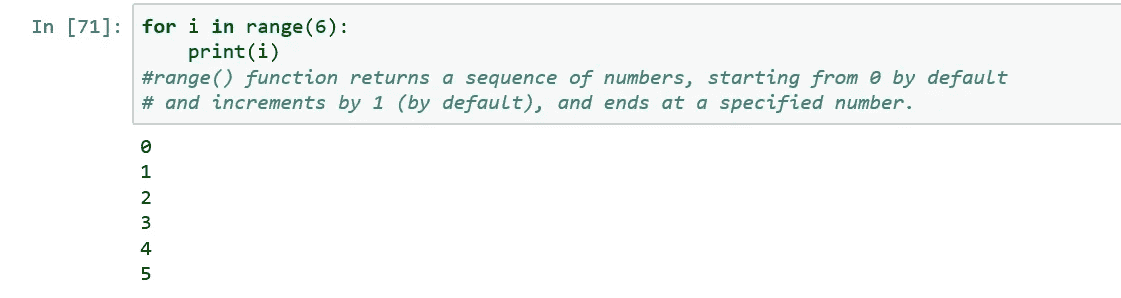 In [71]: for i in range(6):
    print(i)
#range() function returns a sequence of numbers, starting from 0 by default
# and increments by 1 (by default), and ends at a specified number.
0
1
2
3
4
5